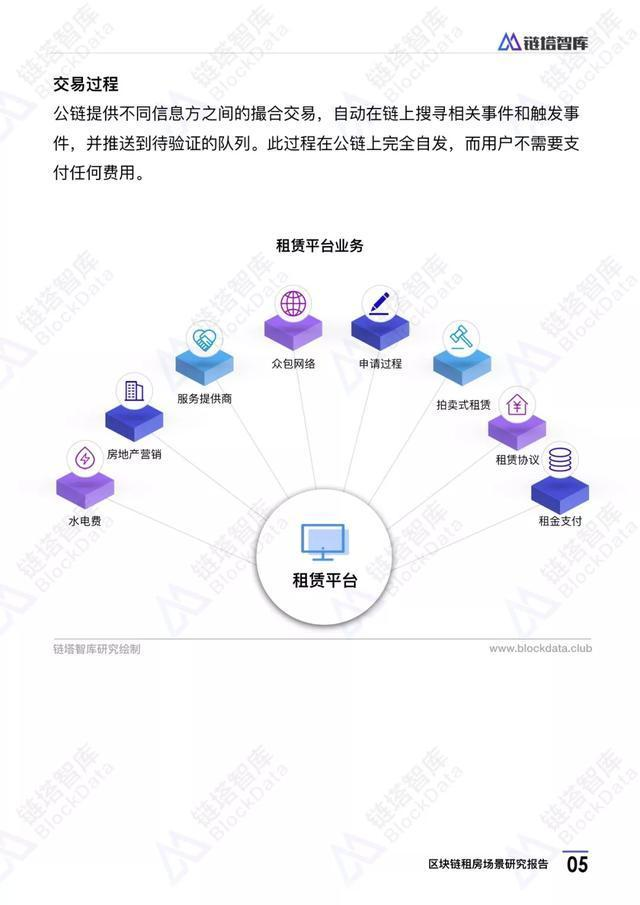 链塔智库
交易过程
公链提供不同信息方之间的撮合交易，自动在链上搜寻相关事件和触发事
件，并推送到待验证的队列。此过程在公链上完全自发，而用户不需要支
付任何费用。
租赁平台业务
众包网络
申请过程
服务提供商
拍卖式租赁
房地产营销
租赁协议
水电费
租金支付
租赁平台
链塔智库研究绘制
www.blockdata.club
区块链租房场景研究报告 05
链塔智库
BlockData